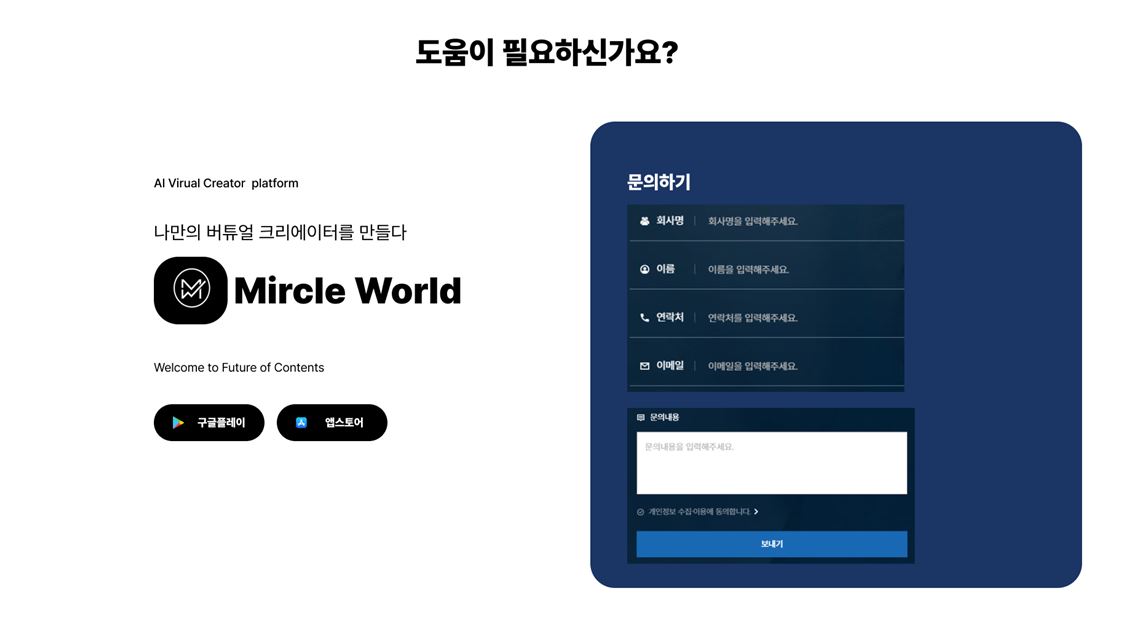 도움이 필요하신가요?
AI Virual Creator platform
나만의 버튜얼 크리에이터를 만들다
Mircle World
Welcome to Future of Contents
구글플레이
앱스토어
문의하기
회사명 회사명을 입력해주세요.
이름 이름을 입력해주세요.
연락처 연락처를 입력해주세요.
이메일 이메일을 입력해주세요.
문의내용
문의내용을 입력해주세요.
개인정보 수집·이용에 동의합니다.
보내기